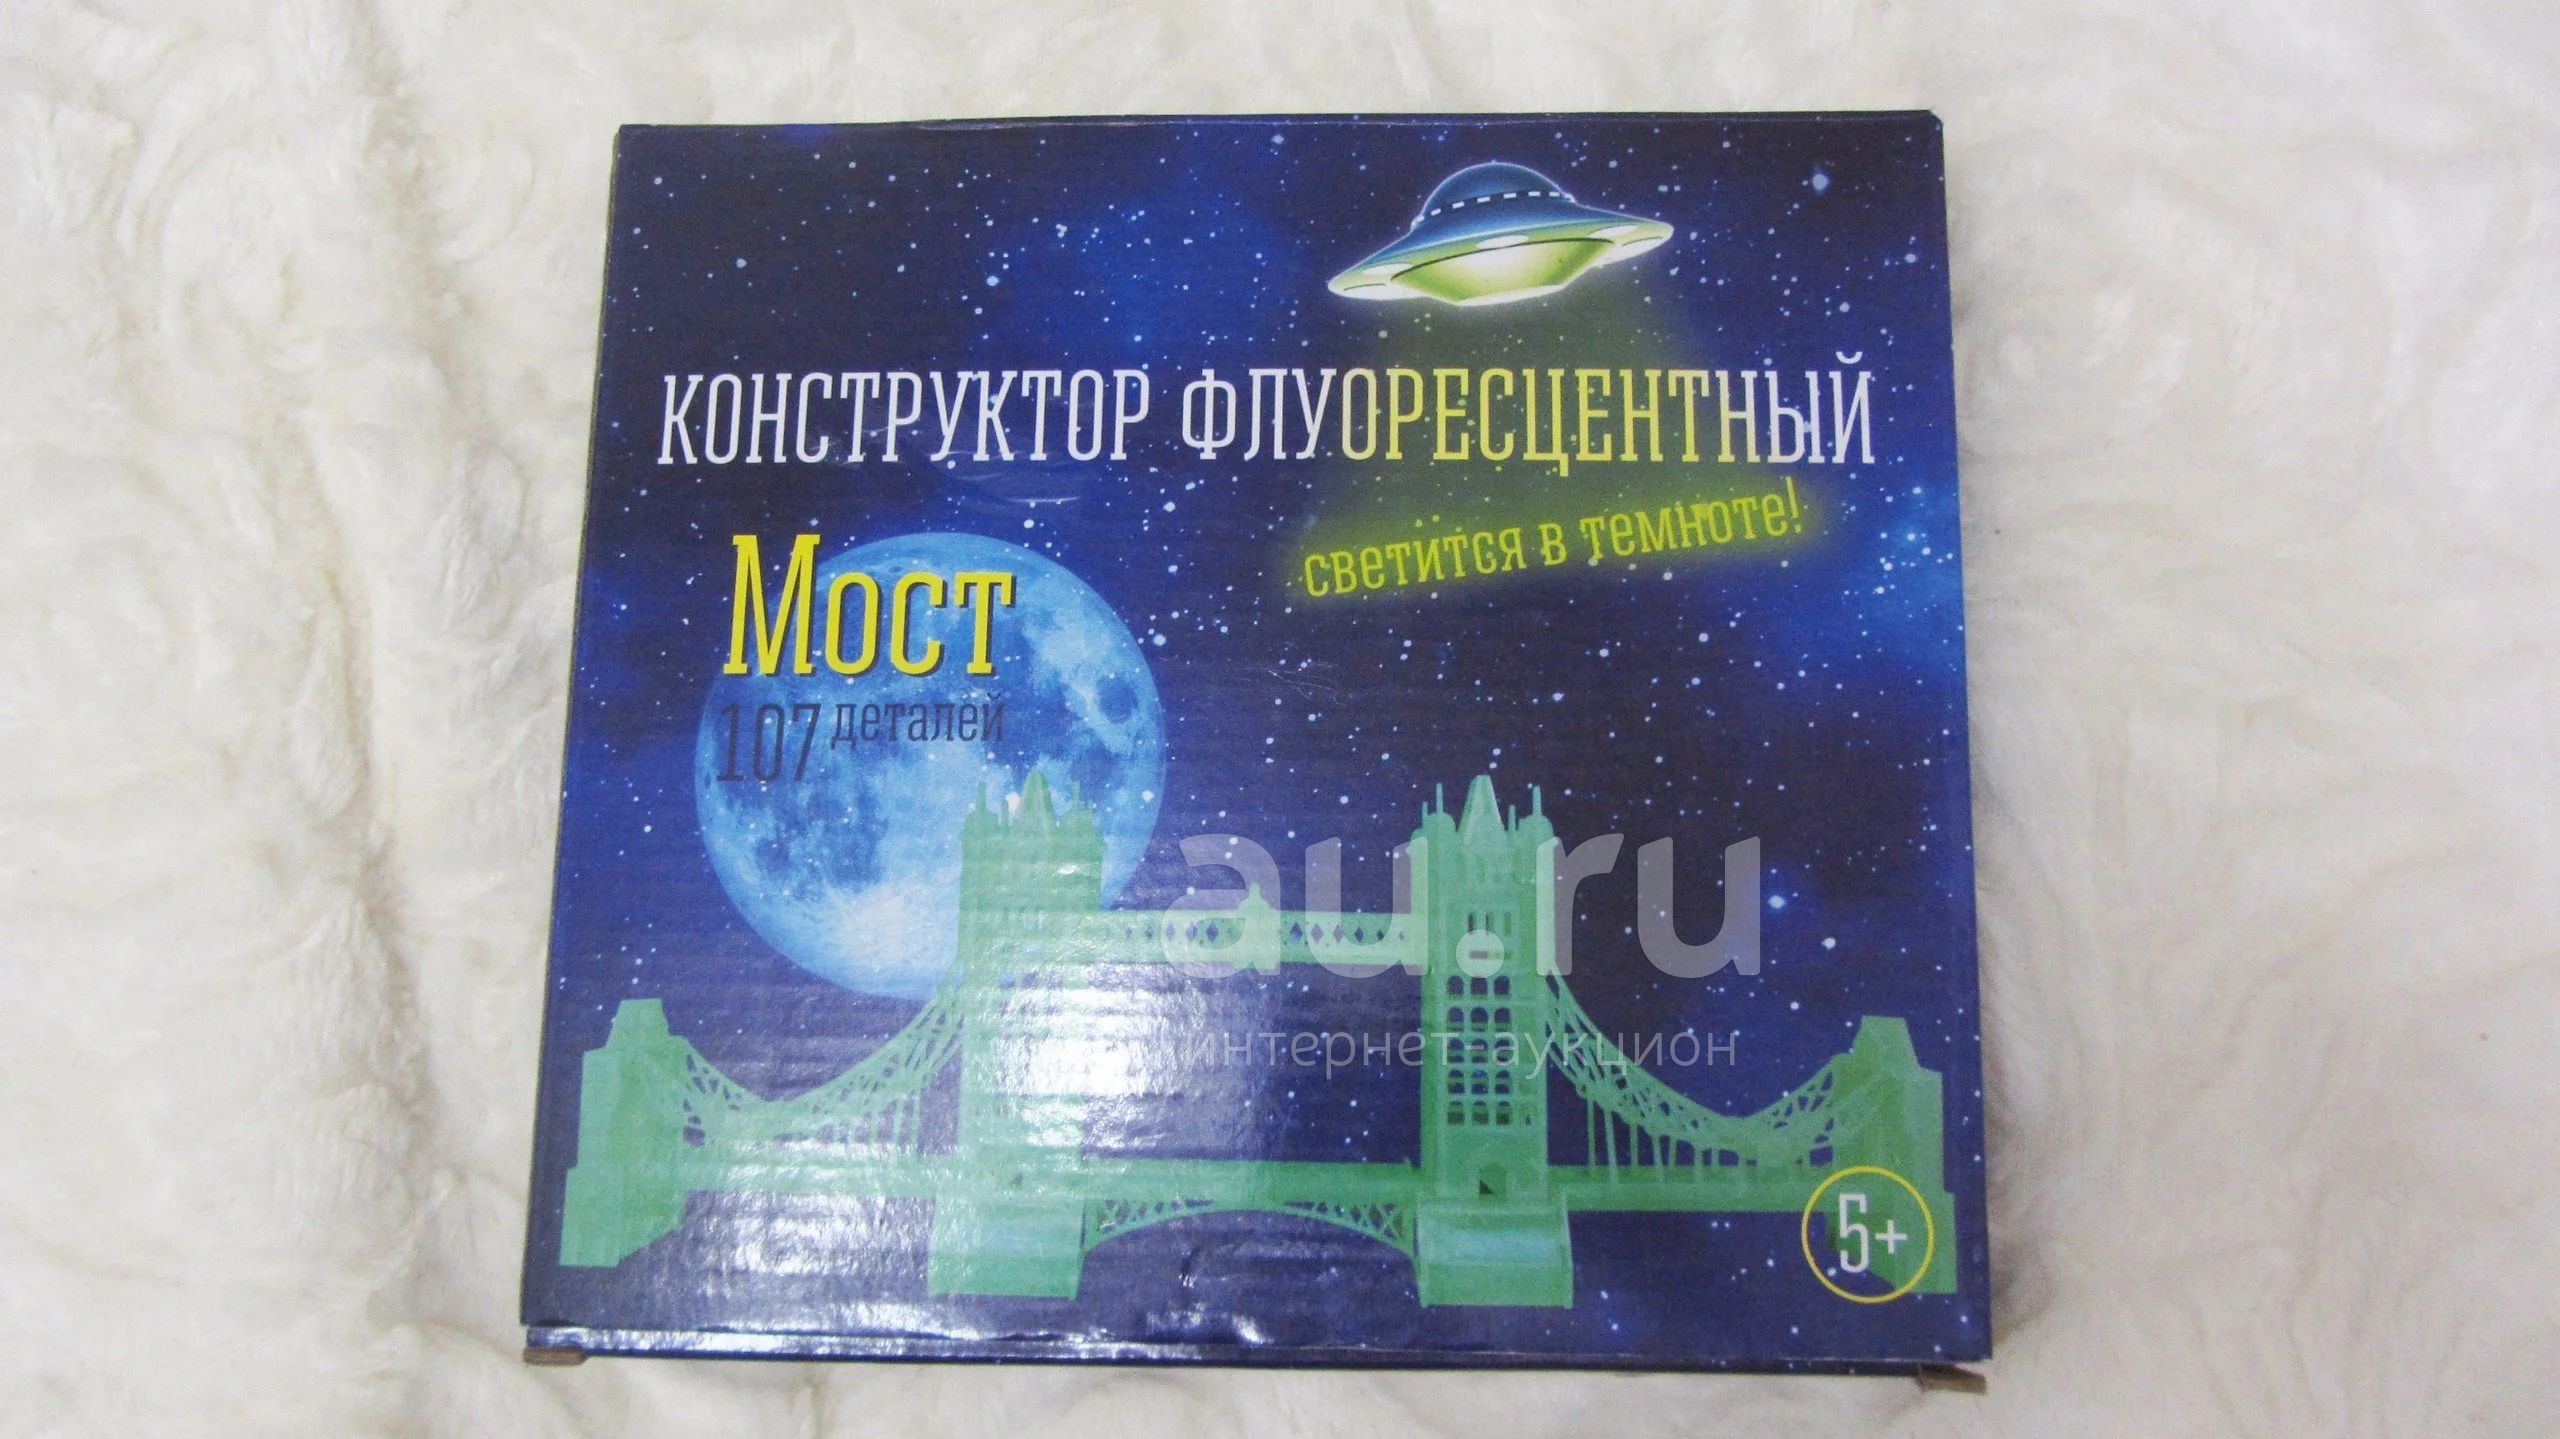 КОНСТРУКТОР ФЛУОРЕСЦЕНТНЫЙ
светится в темноте!
Мост
107 деталей
au.ru
интернет-аукцион
5+